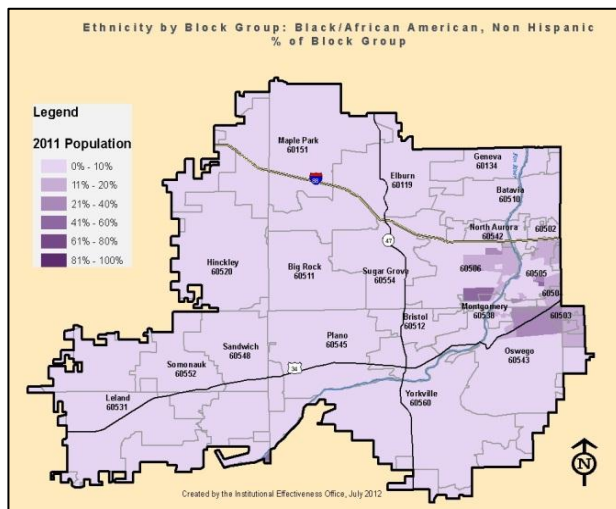 Ethnicity by Block Group: Black/African American, Non Hispanic
% of Block Group
Legend
2011 Population
0% - 10%
11% - 20%
21% - 40%
41% - 60%
61% - 80%
81% - 100%
Maple Park
60151
Elburn
60119
Geneva
60134
Fox River
Batavia
60510
North Aurora
60542
60502
88
47
Hinckley
60520
Big Rock
60511
Sugar Grove
60554
60506
60505
Montgomery
60538
60503
Bristol
60512
Plano
60545
Sandwich
60548
Somonauk
60552
34
Oswego
60543
Leland
60531
Yorkville
60560
N
Created by the Institutional Effectiveness Office, July 2012